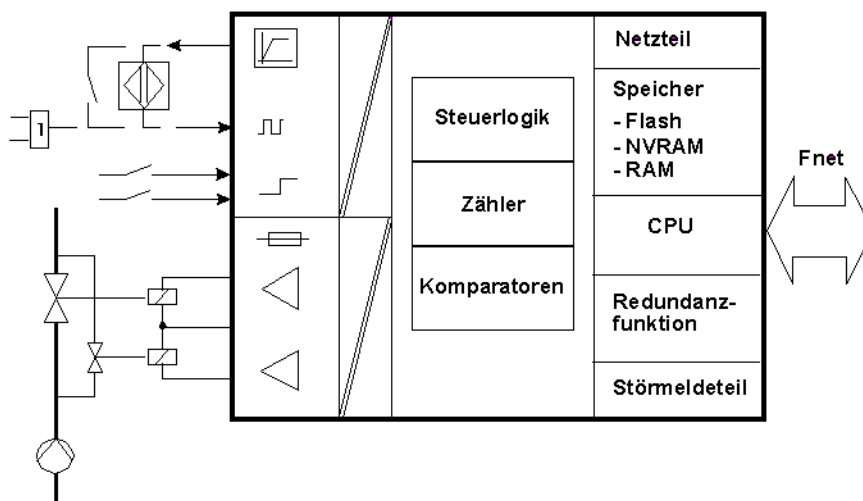 Netzteil
Speicher
- Flash
- NVRAM
- RAM
Fnet
Steuerlogik
1
Zähler
CPU
Komparatoren
Redundanz-
funktion
Störmeldeteil